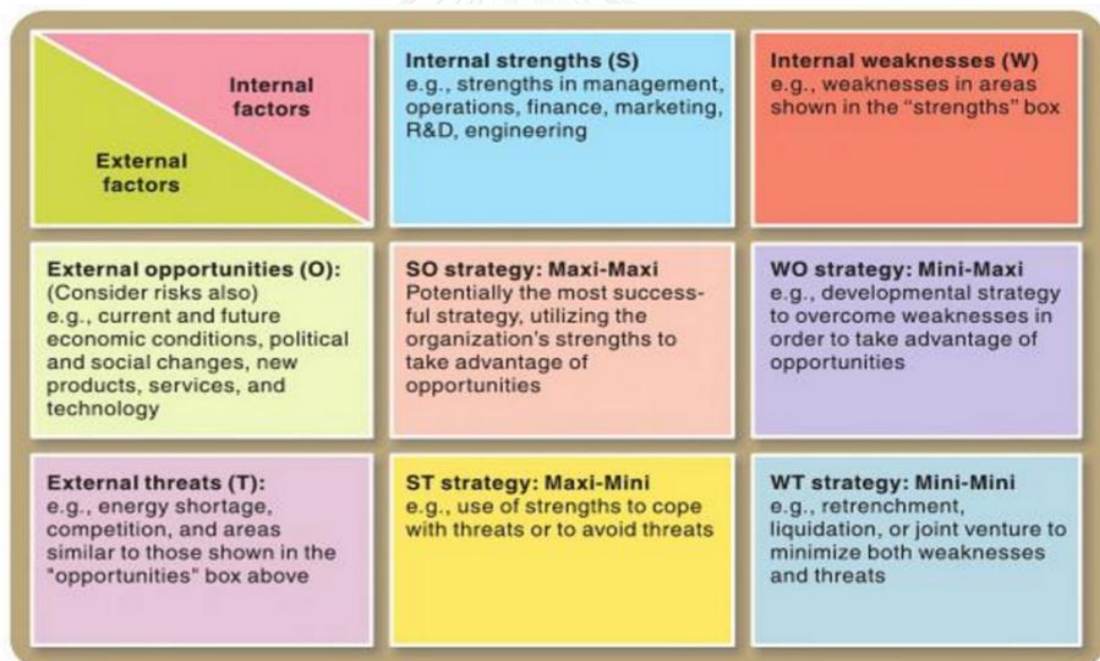 Internal
factors
External
factors
Internal strengths (S)
e.g., strengths in management,
operations, finance, marketing,
R&D, engineering
Internal weaknesses (W)
e.g., weaknesses in areas
shown in the “strengths” box
External opportunities (O):
(Consider risks also)
e.g., current and future
economic conditions, political
and social changes, new
products, services, and
technology
SO strategy: Maxi-Maxi
Potentially the most success-
ful strategy, utilizing the
organization’s strengths to
take advantage of
opportunities
WO strategy: Mini-Maxi
e.g., developmental strategy
to overcome weaknesses in
order to take advantage of
opportunities
External threats (T):
e.g., energy shortage,
competition, and areas
similar to those shown in the
"opportunities" box above
ST strategy: Maxi-Mini
e.g., use of strengths to cope
with threats or to avoid threats
WT strategy: Mini-Mini
e.g., retrenchment,
liquidation, or joint venture to
minimize both weaknesses
and threats